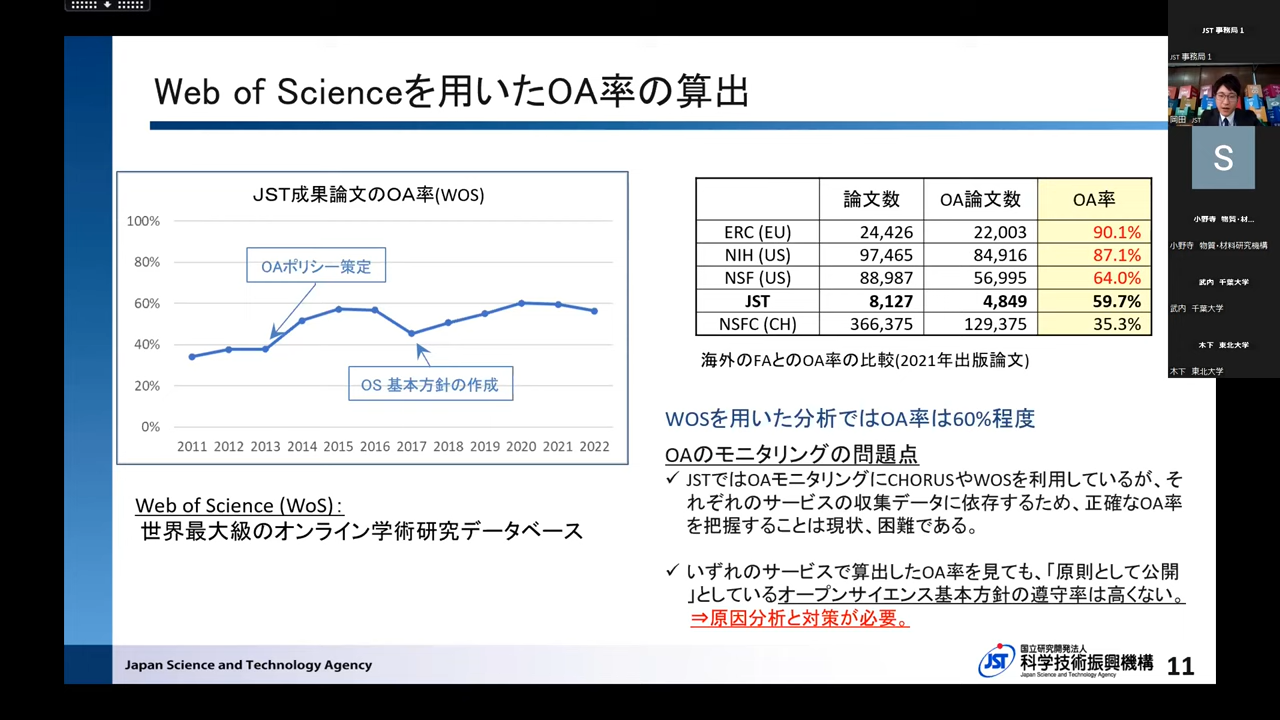 Web of Scienceを用いたOA率の算出
JST成果論文のOA率(WOS)
100%
80%
60%
40%
20%
0%
OAポリシー策定
OS 基本方針の作成
2011 2012 2013 2014 2015 2016 2017 2018 2019 2020 2021 2022
Web of Science (WoS):
世界最大級のオンライン学術研究データベース
論文数 OA論文数 OA率
ERC (EU) 24,426 22,003 90.1%
NIH (US) 97,465 84,916 87.1%
NSF (US) 88,987 56,995 64.0%
JST 8,127 4,849 59.7%
NSFC (CH) 366,375 129,375 35.3%
海外のFAとのOA率の比較(2021年出版論文)
WOSを用いた分析ではOA率は60%程度
OAのモニタリングの問題点
✓ JSTではOAモニタリングにCHORUSやWOSを利用しているが、そ
れぞれのサービスの収集データに依存するため、正確なOA率
を把握することは現状、困難である。
✓ いずれのサービスで算出したOA率を見ても、「原則として公開
」としているオープンサイエンス基本方針の遵守率は高くない。
⇒原因分析と対策が必要。
Japan Science and Technology Agency
JST
国立研究開発法人
科学技術振興機構
Japan Science and Technology Agency
11
JST 事務局 1
JST 事務局 1
岡田 JST
S
小野寺 物質・材...
小野寺 物質・材料研究機構
武内 千葉大学
武内 千葉大学
木下 東北大学
木下 東北大学